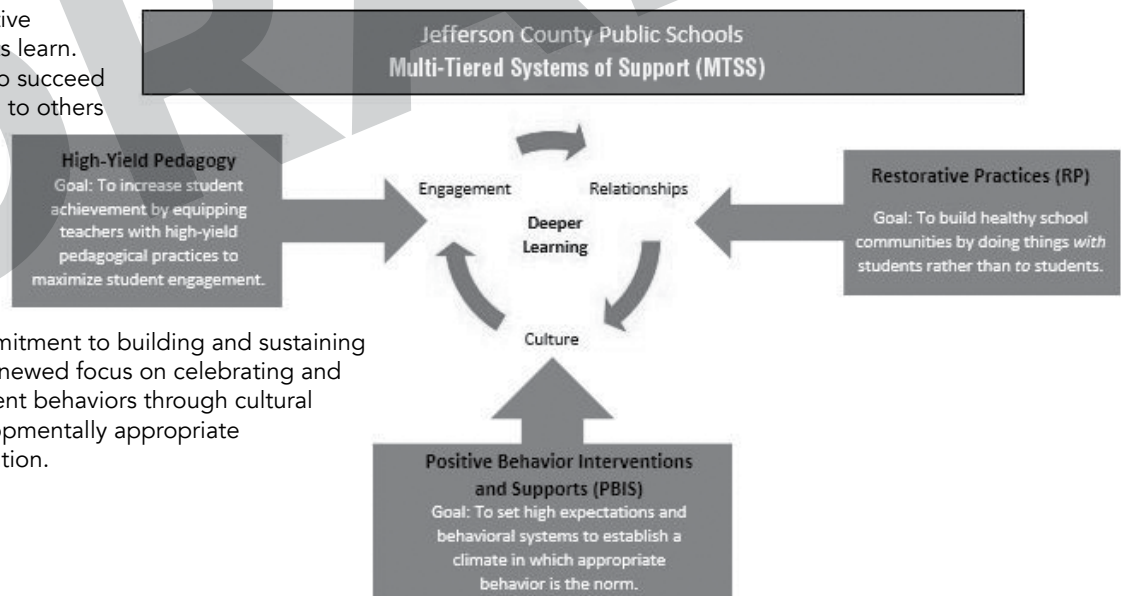 tive
s learn.
o succeed
to others
Jefferson County Public Schools
Multi-Tiered Systems of Support (MTSS)
High-Yield Pedagogy
Goal: To increase student
achievement by equipping
teachers with high-yield
pedagogical practices to
maximize student engagement.
Engagement
Relationships
Deeper
Learning
Culture
Restorative Practices (RP)
Goal: To build healthy school
communities by doing things with
students rather than to students.
mitment to building and sustaining
newed focus on celebrating and
ent behaviors through cultural
opmentally appropriate
tion.
Positive Behavior Interventions
and Supports (PBIS)
Goal: To set high expectations and
behavioral systems to establish a
climate in which appropriate
behavior is the norm.